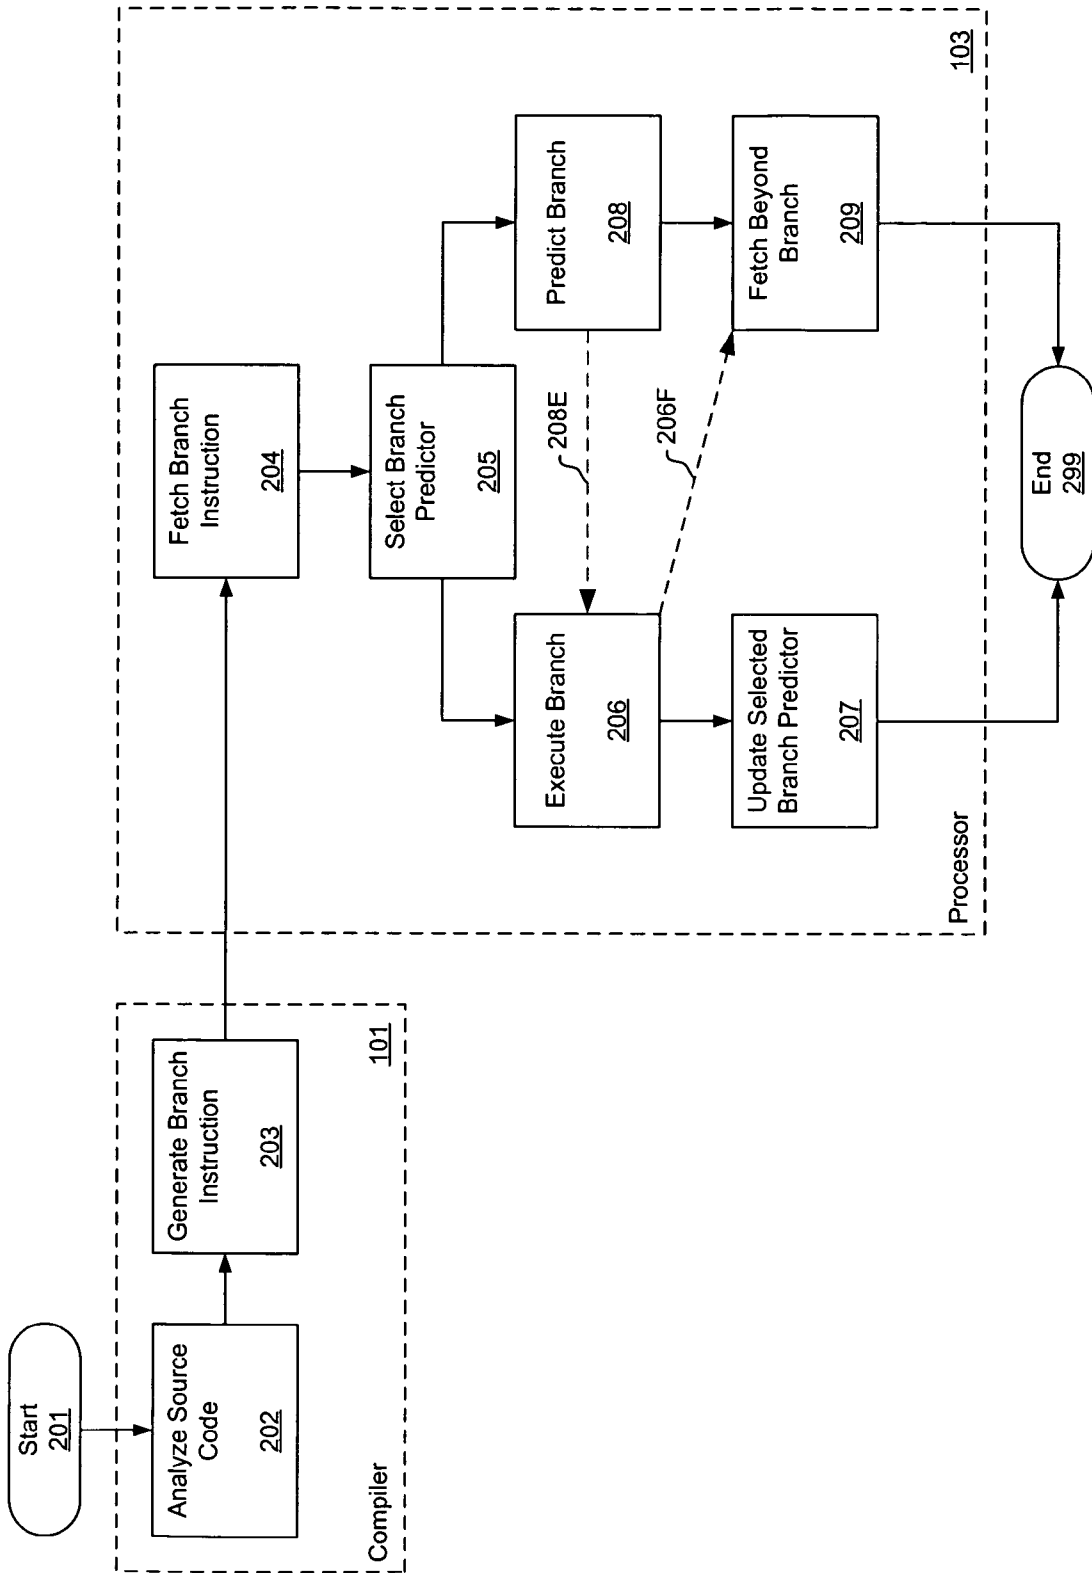 Start
201
Analyze Source
Code
202
Generate Branch
Instruction
203
Compiler
101
Fetch Branch
Instruction
204
Select Branch
Predictor
205
Execute Branch
206
Predict Branch
208
208E
206F
Update Selected
Branch Predictor
207
Fetch Beyond
Branch
209
Processor
103
End
299